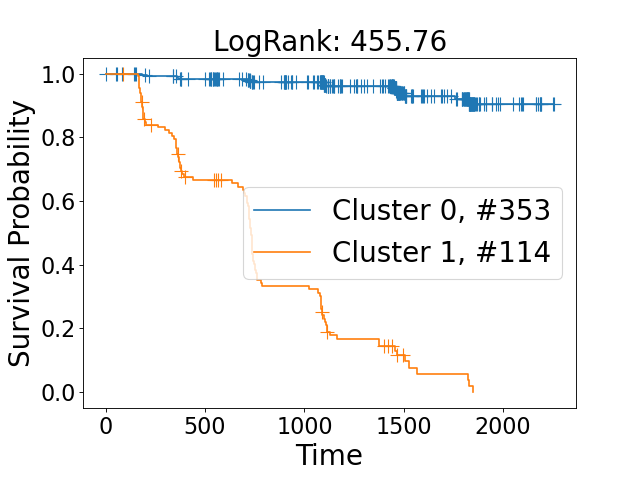 LogRank: 455.76
Survival Probability
1.0
0.8
0.6
0.4
0.2
0.0
Cluster 0, #353
Cluster 1, #114
0
500
1000
1500
2000
Time